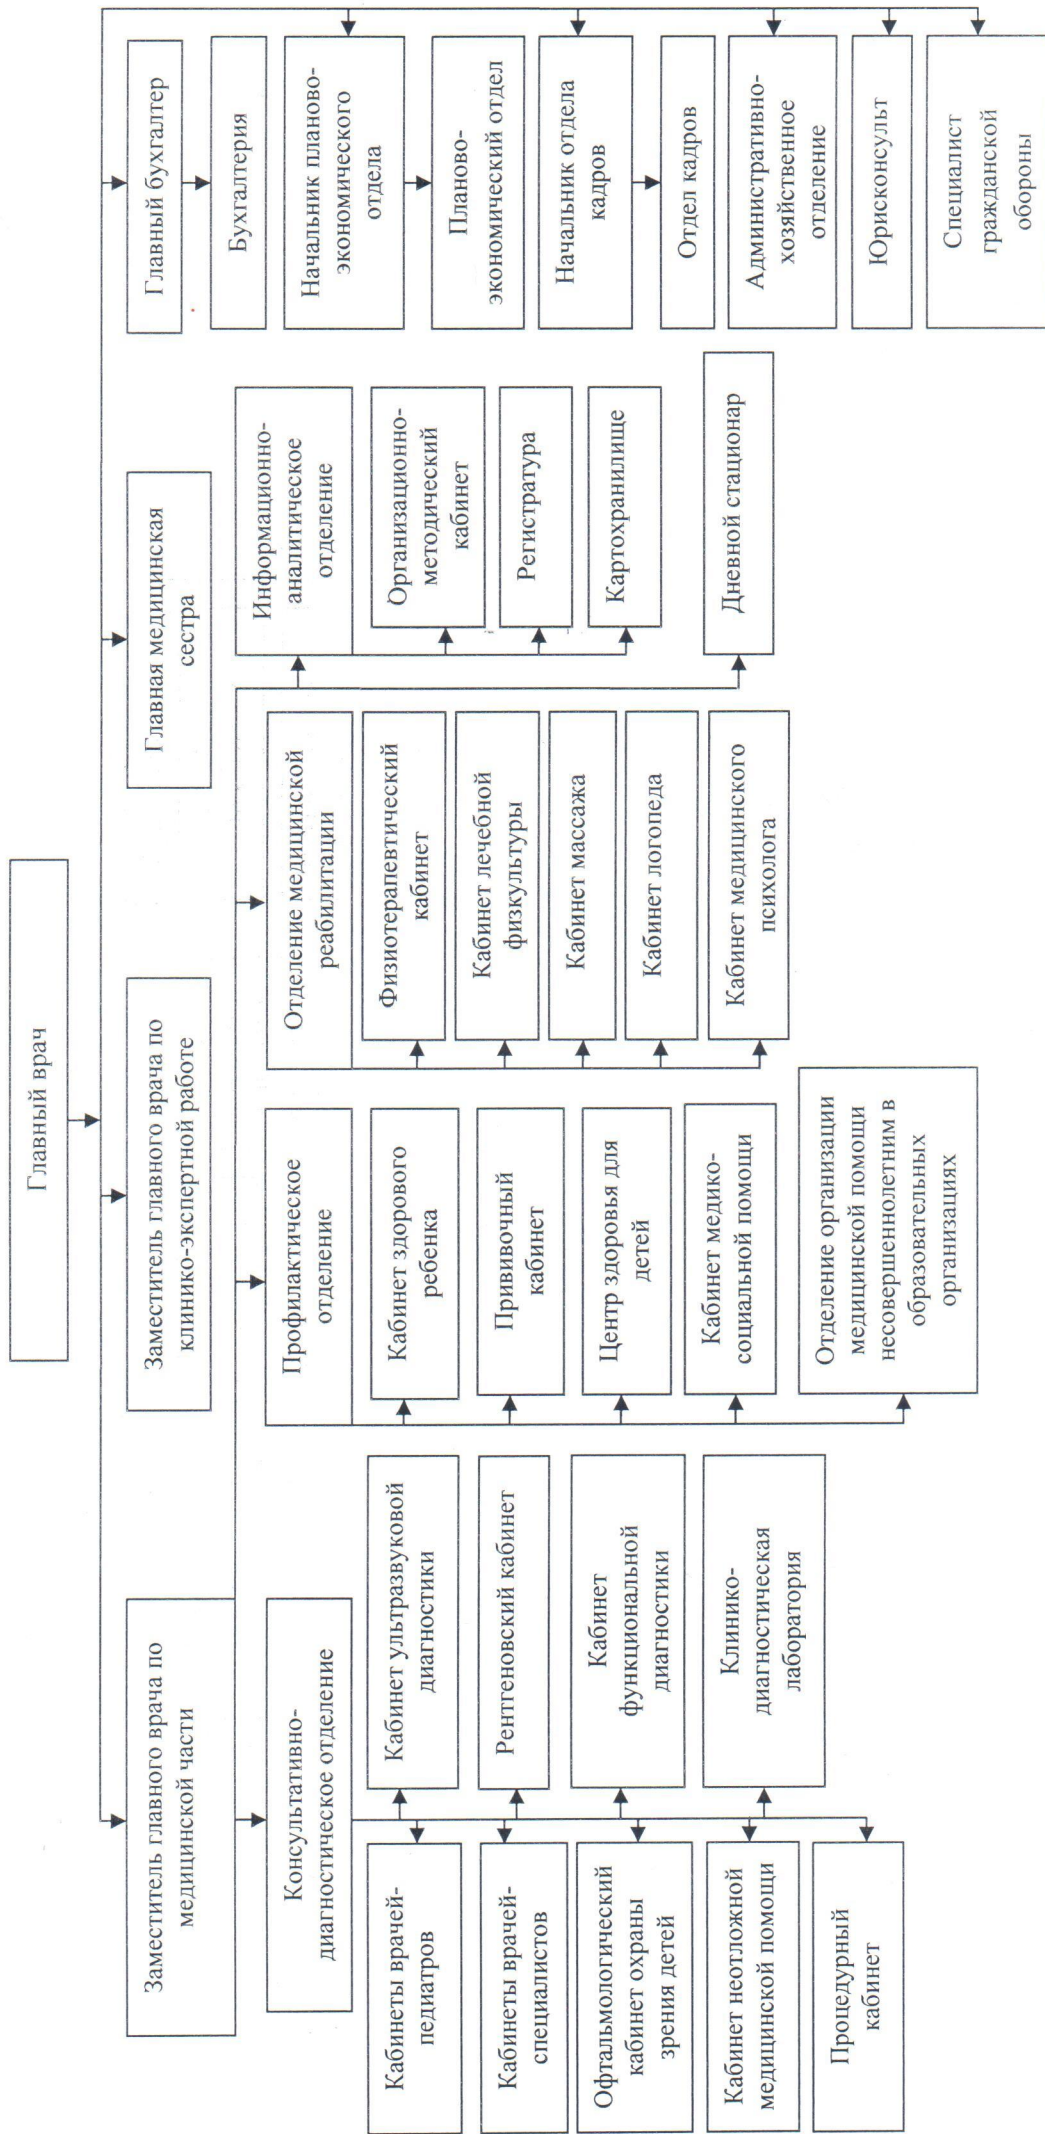 Главный врач
Заместитель главного врача по
медицинской части
Заместитель главного врача по
клинико-экспертной работе
Главная медицинская
сестра
Главный бухгалтер
Бухгалтерия
Начальник планово-
экономического
отдела
Планово-
экономический отдел
Начальник отдела
кадров
Отдел кадров
Административно-
хозяйственное
отделение
Юрисконсульт
Специалист
гражданской
обороны
Консультативно-
диагностическое отделение
Кабинеты врачей-
педиатров
Кабинеты врачей-
специалистов
Офтальмологический
кабинет охраны
зрения детей
Кабинет неотложной
медицинской помощи
Процедурный
кабинет
Кабинет ультразвуковой
диагностики
Рентгеновский кабинет
Кабинет
функциональной
диагностики
Клинико-
диагностическая
лаборатория
Профилактическое
отделение
Кабинет здорового
ребенка
Прививочный
кабинет
Центр здоровья для
детей
Кабинет медико-
социальной помощи
Отделение организации
медицинской помощи
несовершеннолетним в
образовательных
организациях
Отделение медицинской
реабилитации
Физиотерапевтический
кабинет
Кабинет лечебной
физкультуры
Кабинет массажа
Кабинет логопеда
Кабинет медицинского
психолога
Информационно-
аналитическое
отделение
Организационно-
методический
кабинет
Регистратура
Картохранилище
Дневной стационар